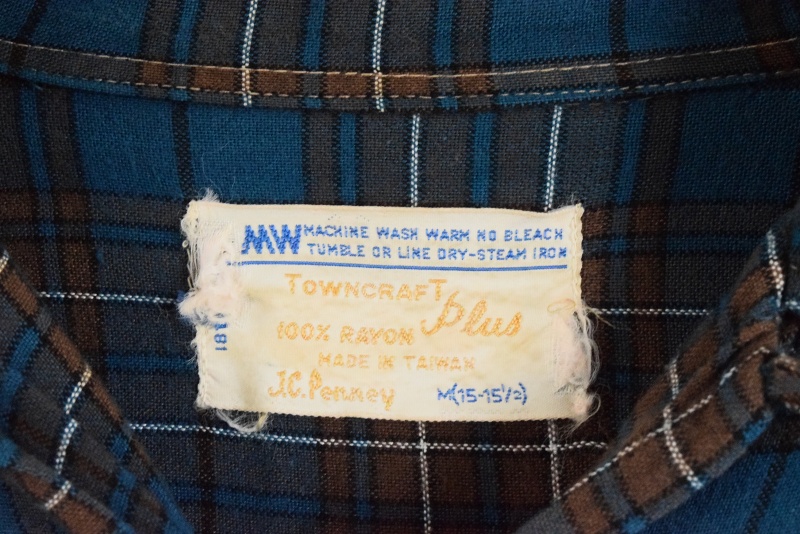 MW MACHINE WASH WARM NO BLEACH
TUMBLE OR LINE DRY-STEAM IRON
TOWNCRAFT plus
100% RAYON
MADE IN TAIWAN
J.C. Penney M(15-15½)